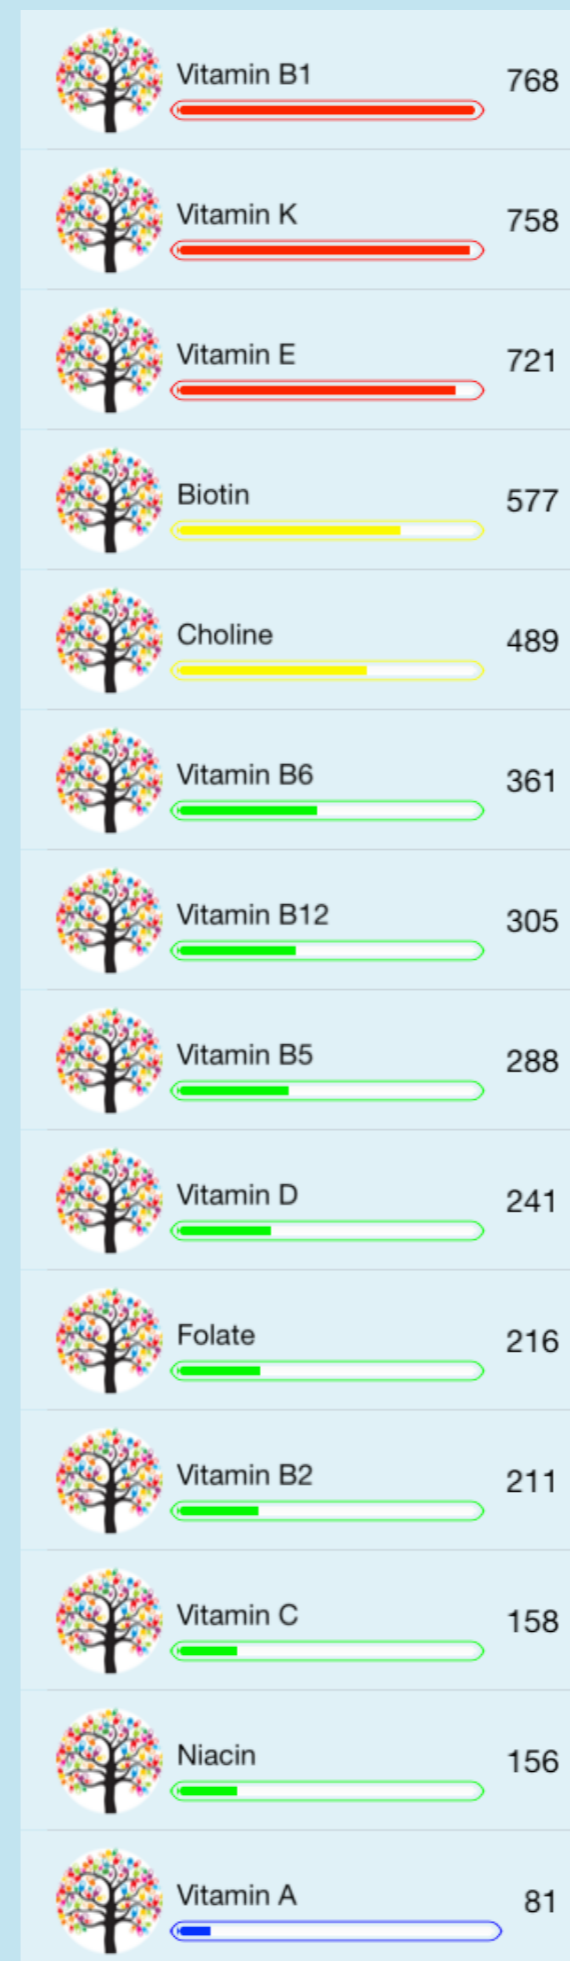 Vitamin B1 768
Vitamin K 758
Vitamin E 721
Biotin 577
Choline 489
Vitamin B6 361
Vitamin B12 305
Vitamin B5 288
Vitamin D 241
Folate 216
Vitamin B2 211
Vitamin C 158
Niacin 156
Vitamin A 81